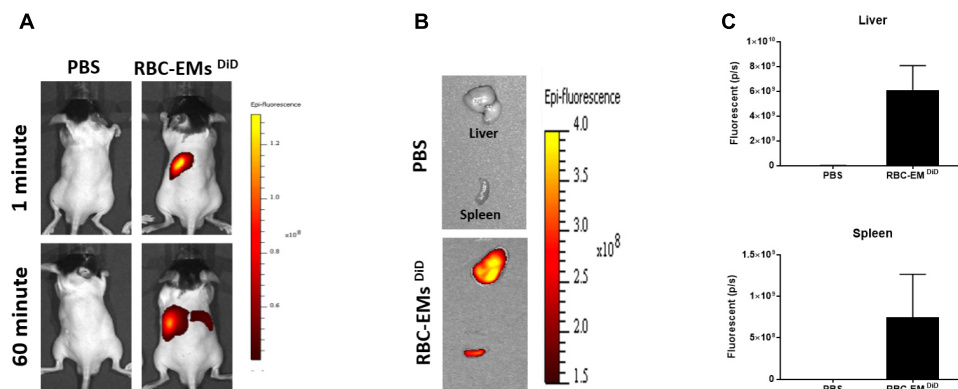 A
PBS
RBC-EMs DiD
1 minute
60 minute
Epi-fluorescence
1.2
1.0
x10⁸
0.8
0.6
B
PBS
RBC-EMs DiD
Liver
Spleen
Epi-fluorescence
4.0
3.5
3.0
x10⁸
2.5
2.0
1.5
C
Liver
Fluorescent (p/s)
1×10¹⁰
8×10⁹
6×10⁹
4×10⁹
2×10⁹
0
PBS
RBC-EM DiD
Spleen
Fluorescent (p/s)
1.5×10⁹
1×10⁹
5×10⁸
0
PBS
RBC-EM DiD